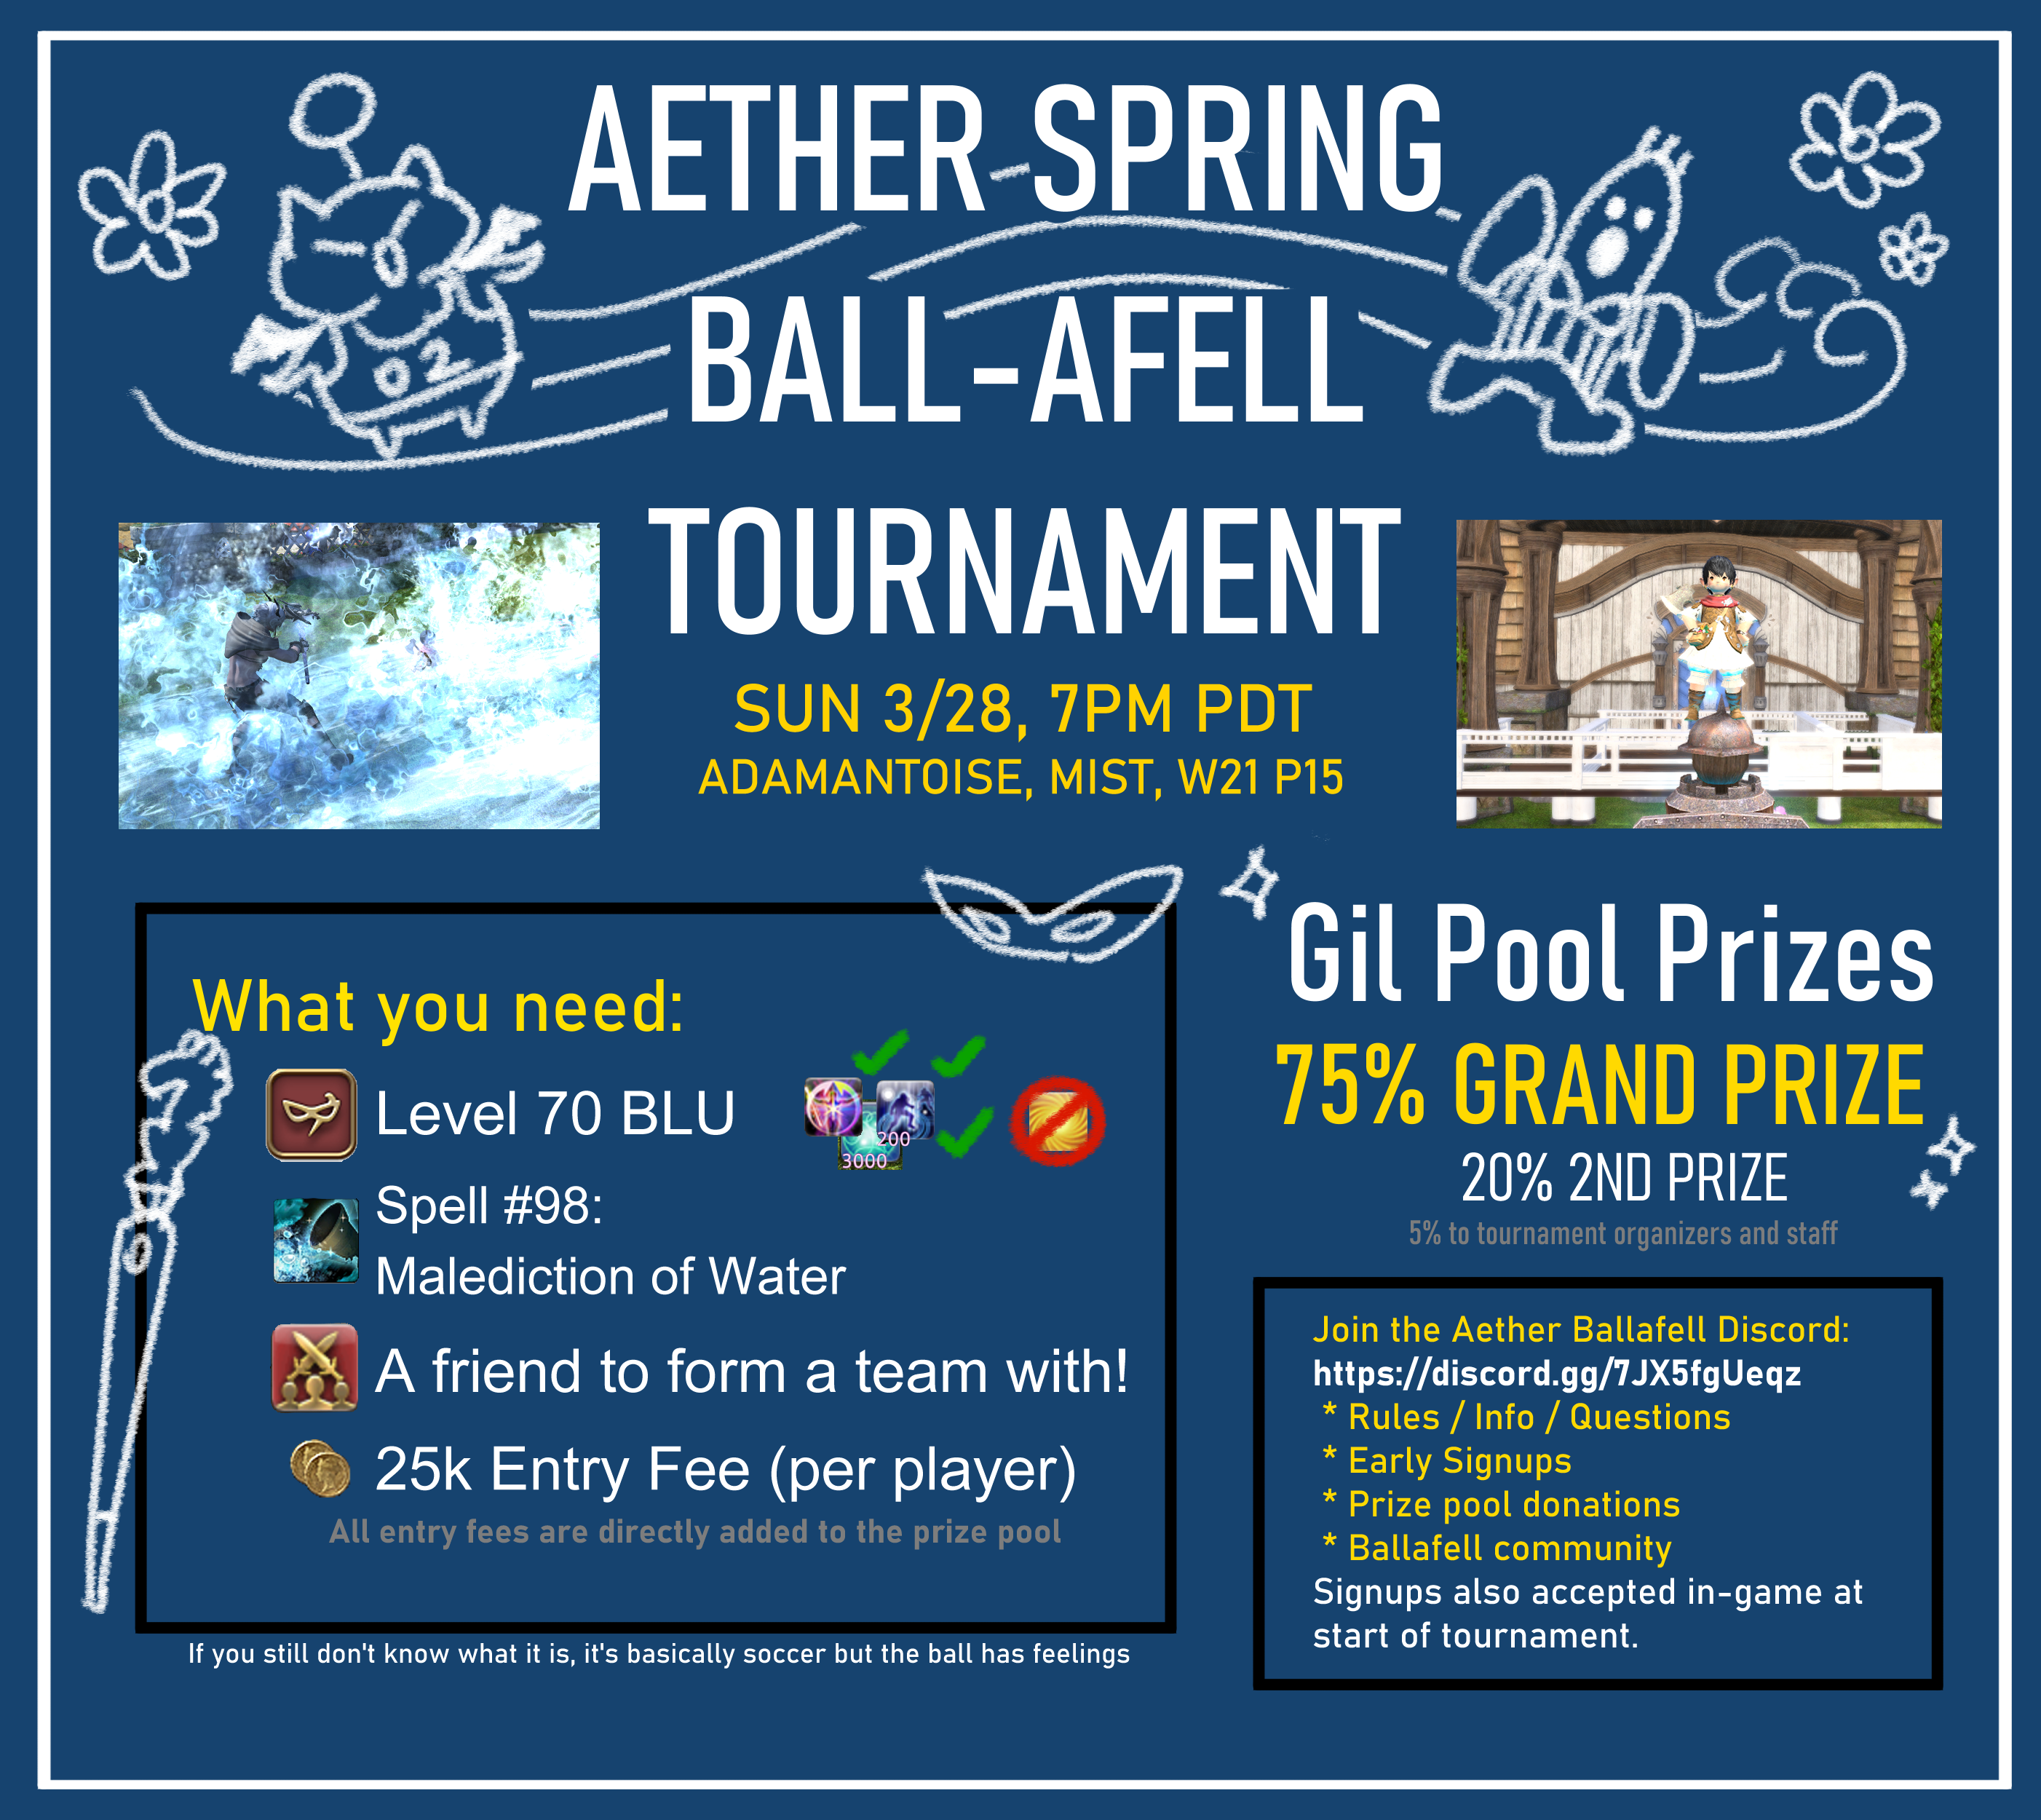 AETHER-SPRING
BALL-AFELL
TOURNAMENT
SUN 3/28, 7PM PDT
ADAMANTOISE, MIST, W21 P15
02
What you need:
Level 70 BLU
200
3000
Spell #98:
Malediction of Water
A friend to form a team with!
25k Entry Fee (per player)
All entry fees are directly added to the prize pool
If you still don't know what it is, it's basically soccer but the ball has feelings
Gil Pool Prizes
75% GRAND PRIZE
20% 2ND PRIZE
5% to tournament organizers and staff
Join the Aether Ballafell Discord:
https://discord.gg/7JX5fgUeqz
* Rules / Info / Questions
* Early Signups
* Prize pool donations
* Ballafell community
Signups also accepted in-game at
start of tournament.